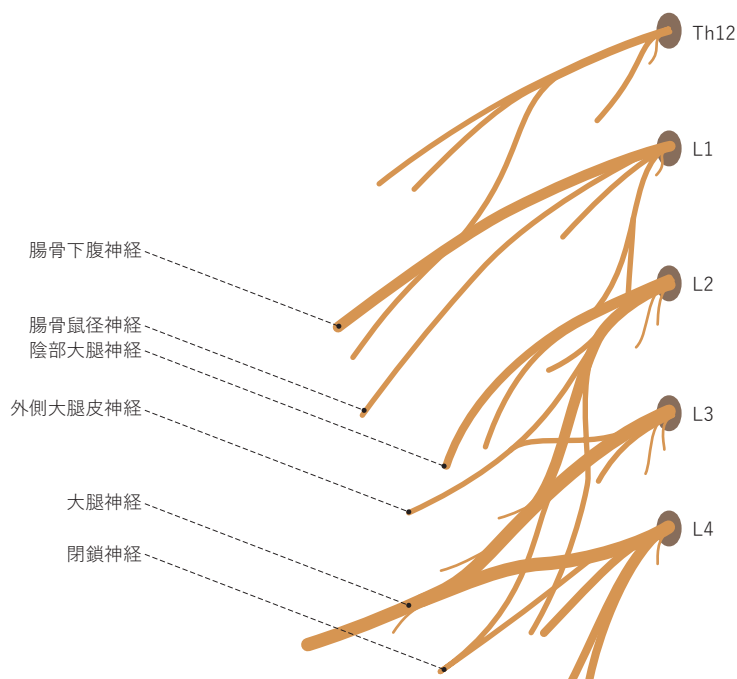 Th12
L1
腸骨下腹神経
L2
腸骨鼠径神経
陰部大腿神経
外側大腿皮神経
L3
大腿神経
L4
閉鎖神経